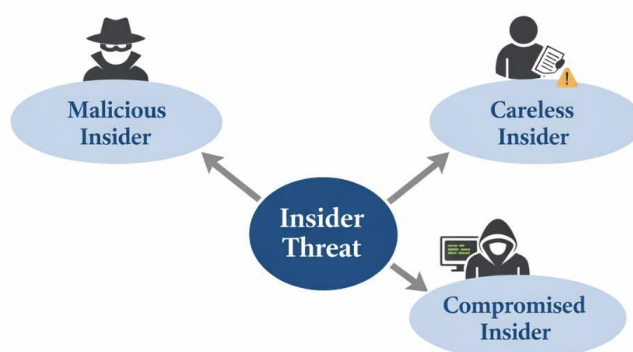 Malicious
Insider
Careless
Insider
Insider
Threat
Compromised
Insider